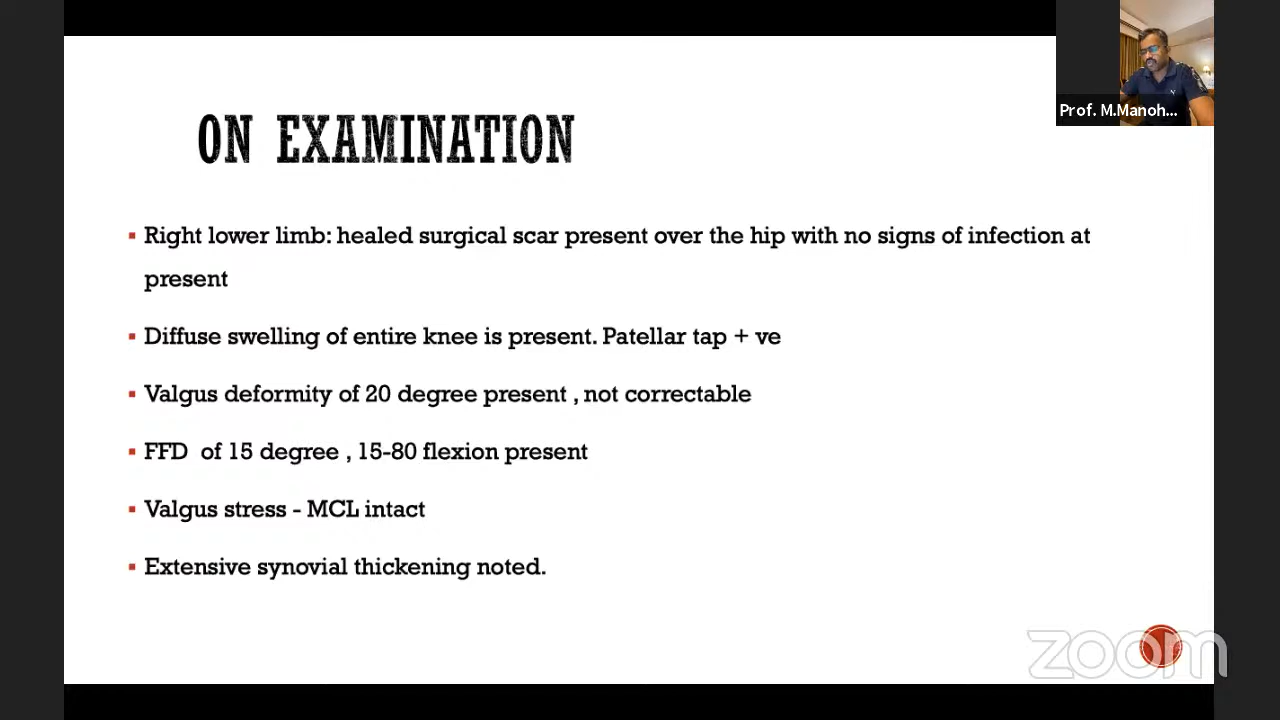 Prof. M.Manoh...
ON EXAMINATION
▪ Right lower limb: healed surgical scar present over the hip with no signs of infection at
present
▪ Diffuse swelling of entire knee is present. Patellar tap + ve
▪ Valgus deformity of 20 degree present , not correctable
▪ FFD of 15 degree , 15-80 flexion present
▪ Valgus stress - MCL intact
▪ Extensive synovial thickening noted.
zoom